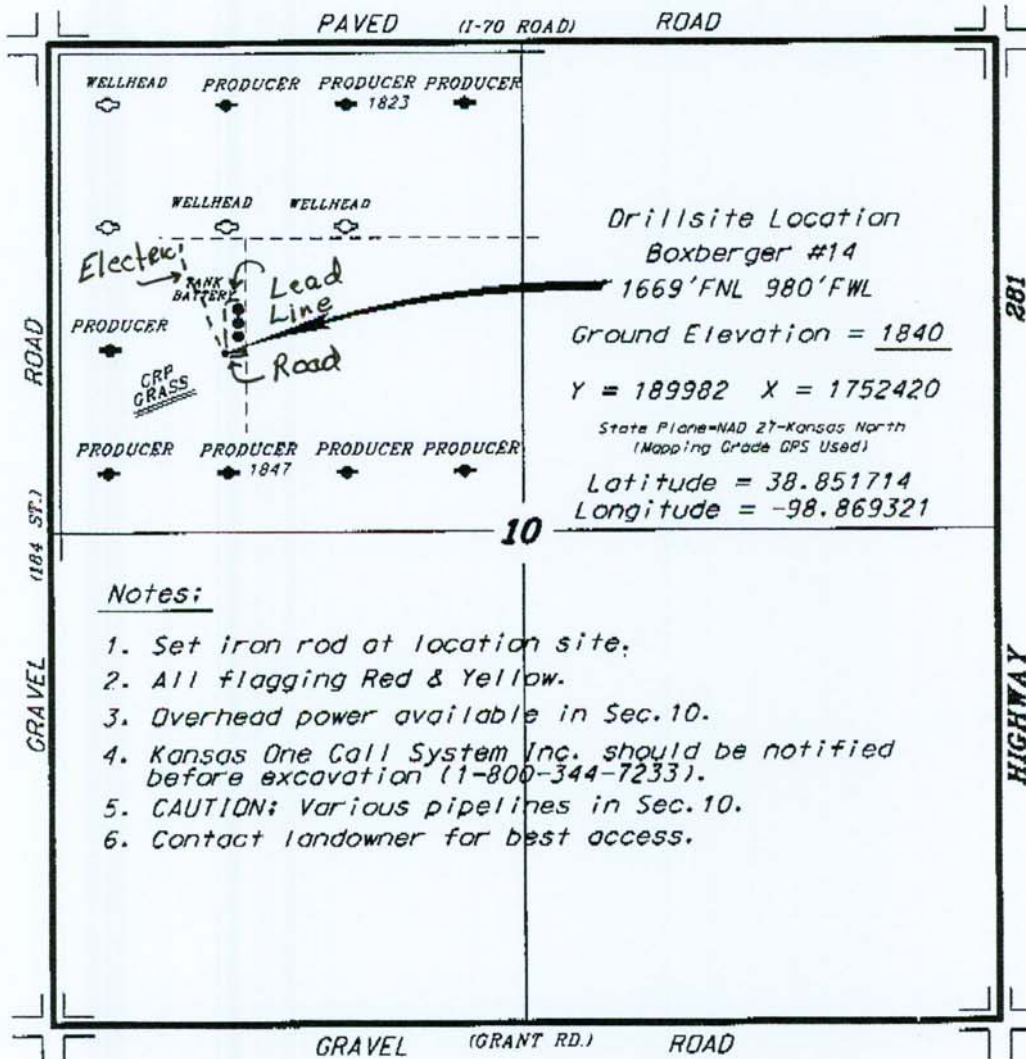 PAVED (I-70 ROAD) ROAD
WELLHEAD PRODUCER PRODUCER PRODUCER
1823
WELLHEAD WELLHEAD
Electric
TANK BATTERY
Lead Line
Road
PRODUCER
CRP GRASS
PRODUCER PRODUCER PRODUCER PRODUCER
1847
Drillsite Location
Boxberger #14
1669'FNL 980'FWL
Ground Elevation = 1840
Y = 189982 X = 1752420
State Plane=NAD 27-Kansas North
(Mapping Grade GPS Used)
Latitude = 38.851714
Longitude = -98.869321
10
GRAVEL (184 ST.) ROAD
281
HIGHWAY
Notes:
1. Set iron rod at location site.
2. All flagging Red & Yellow.
3. Overhead power available in Sec.10.
4. Kansas One Call System Inc. should be notified
before excavation (1-800-344-7233).
5. CAUTION: Various pipelines in Sec.10.
6. Contact landowner for best access.
GRAVEL (GRANT RD.) ROAD